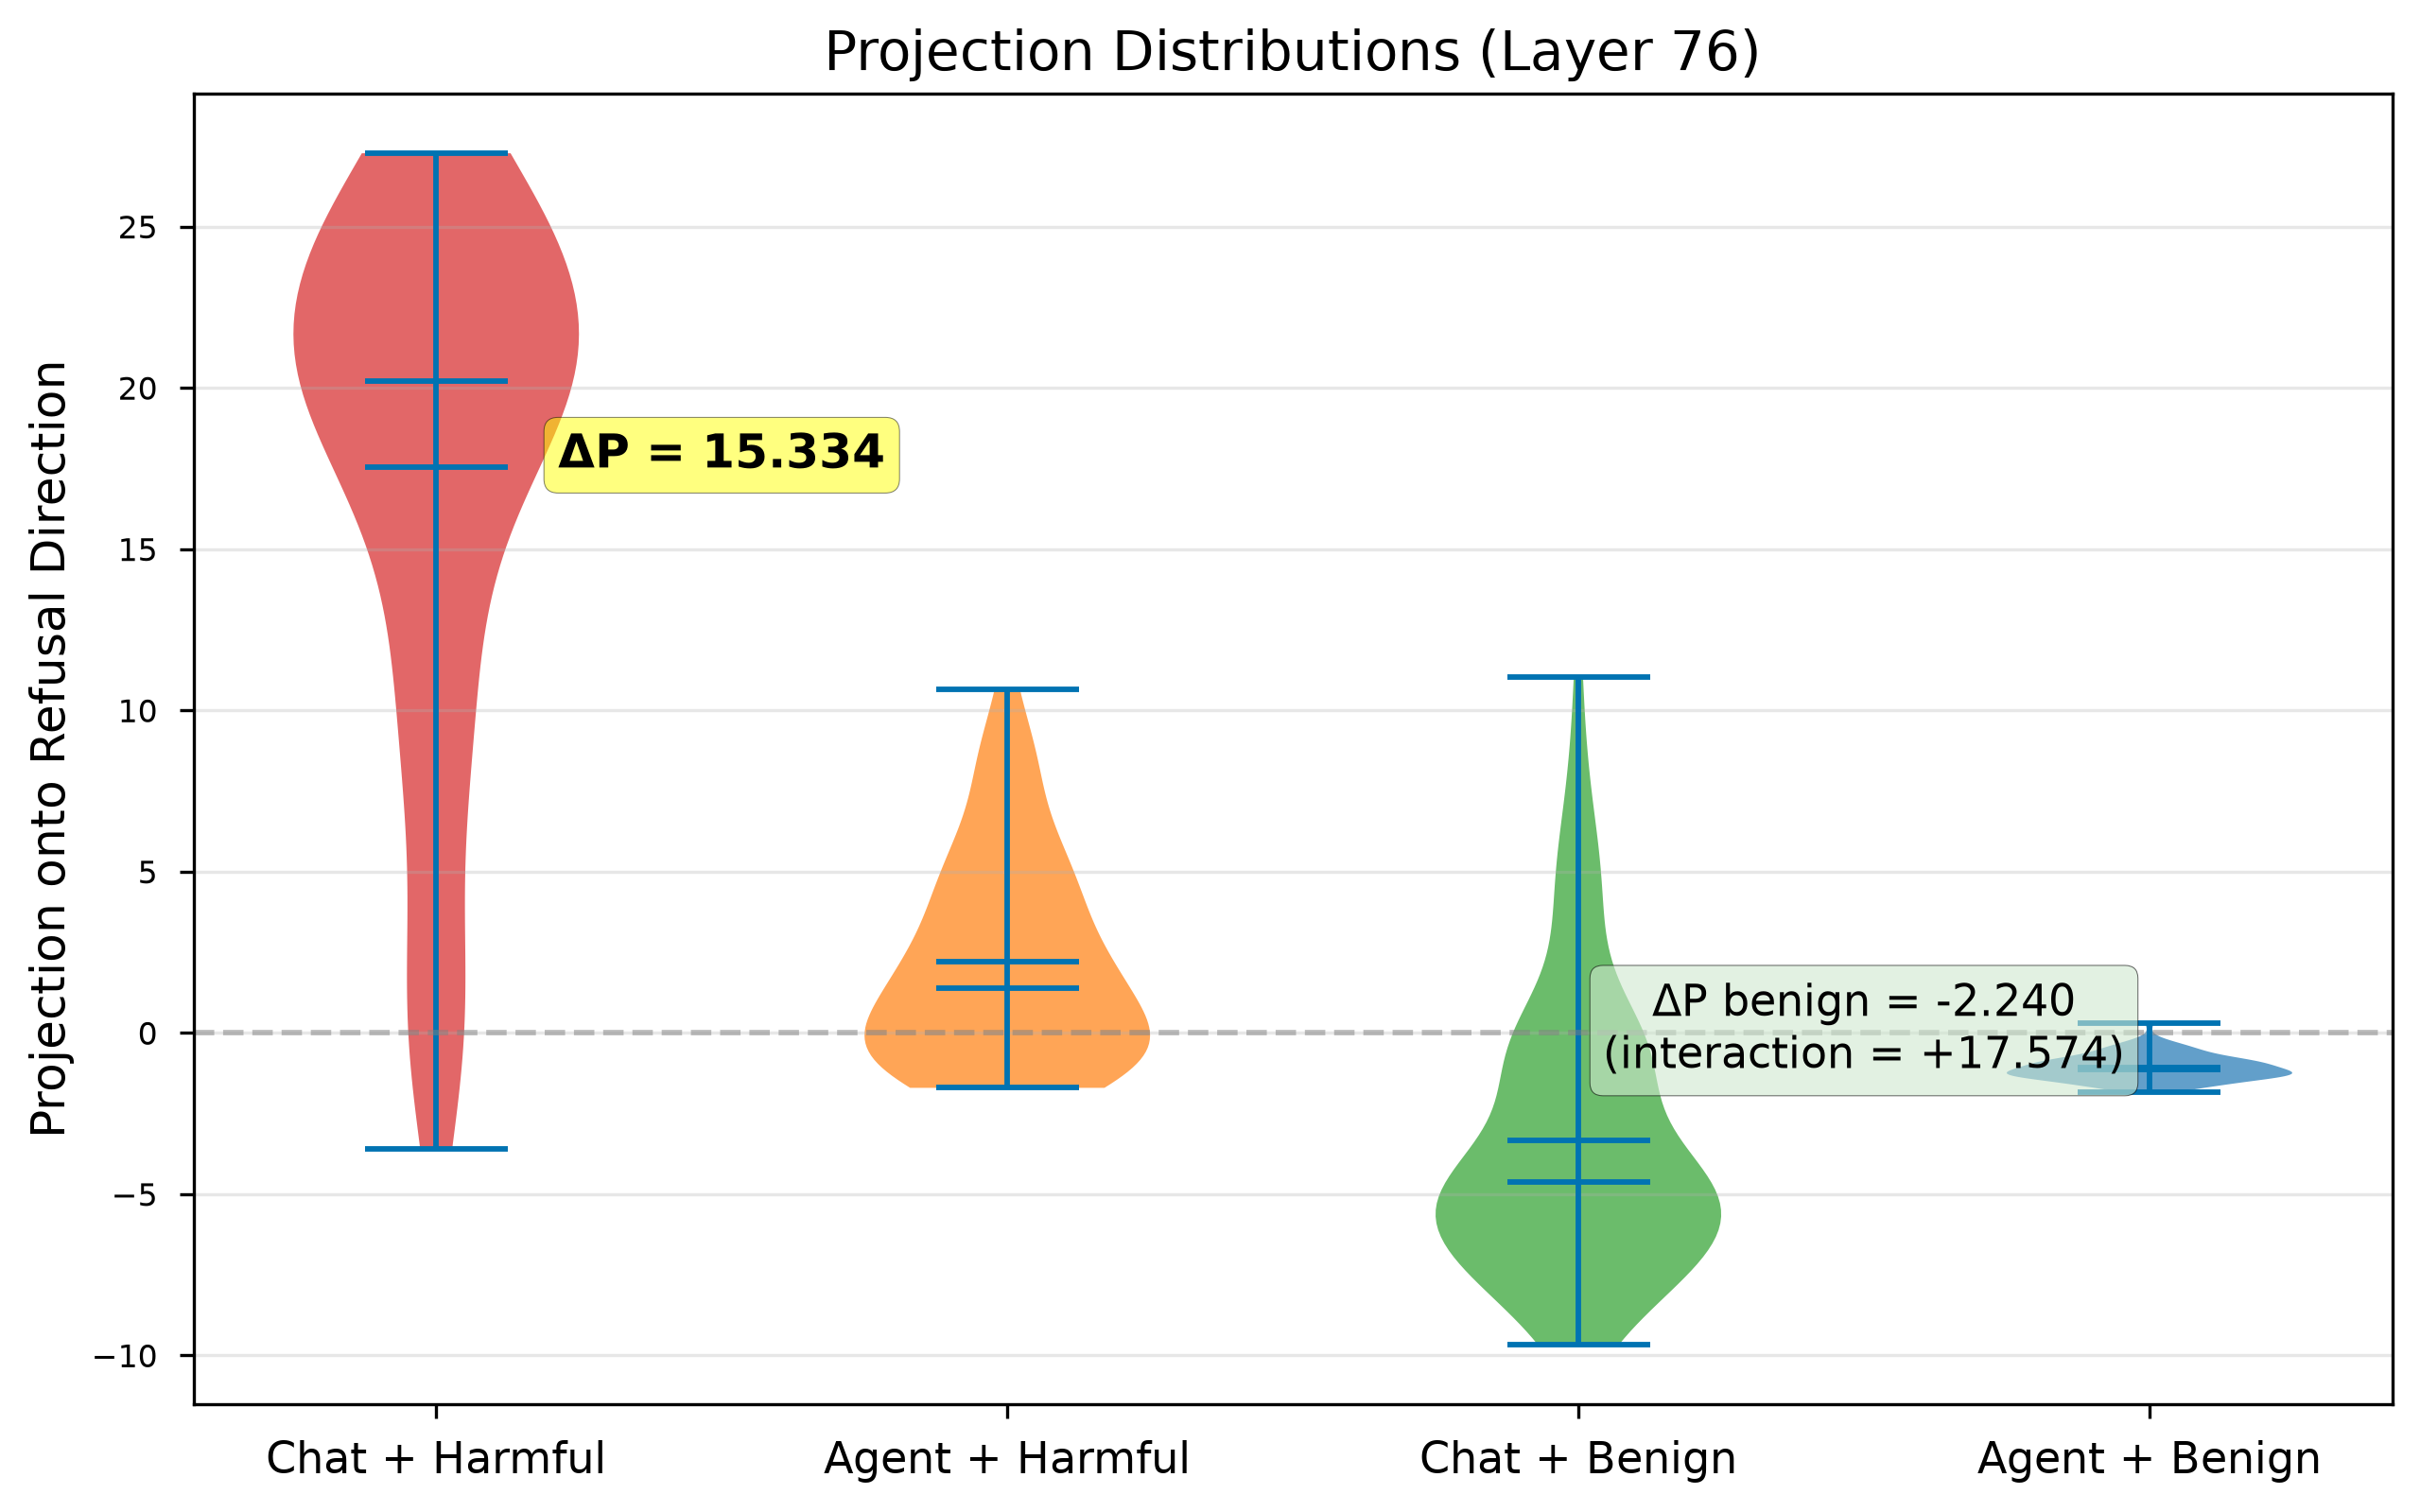 Projection Distributions (Layer 76)
Projection onto Refusal Direction
25
20
15
10
5
0
−5
−10
ΔP = 15.334
ΔP benign = -2.240
(interaction = +17.574)
Chat + Harmful
Agent + Harmful
Chat + Benign
Agent + Benign